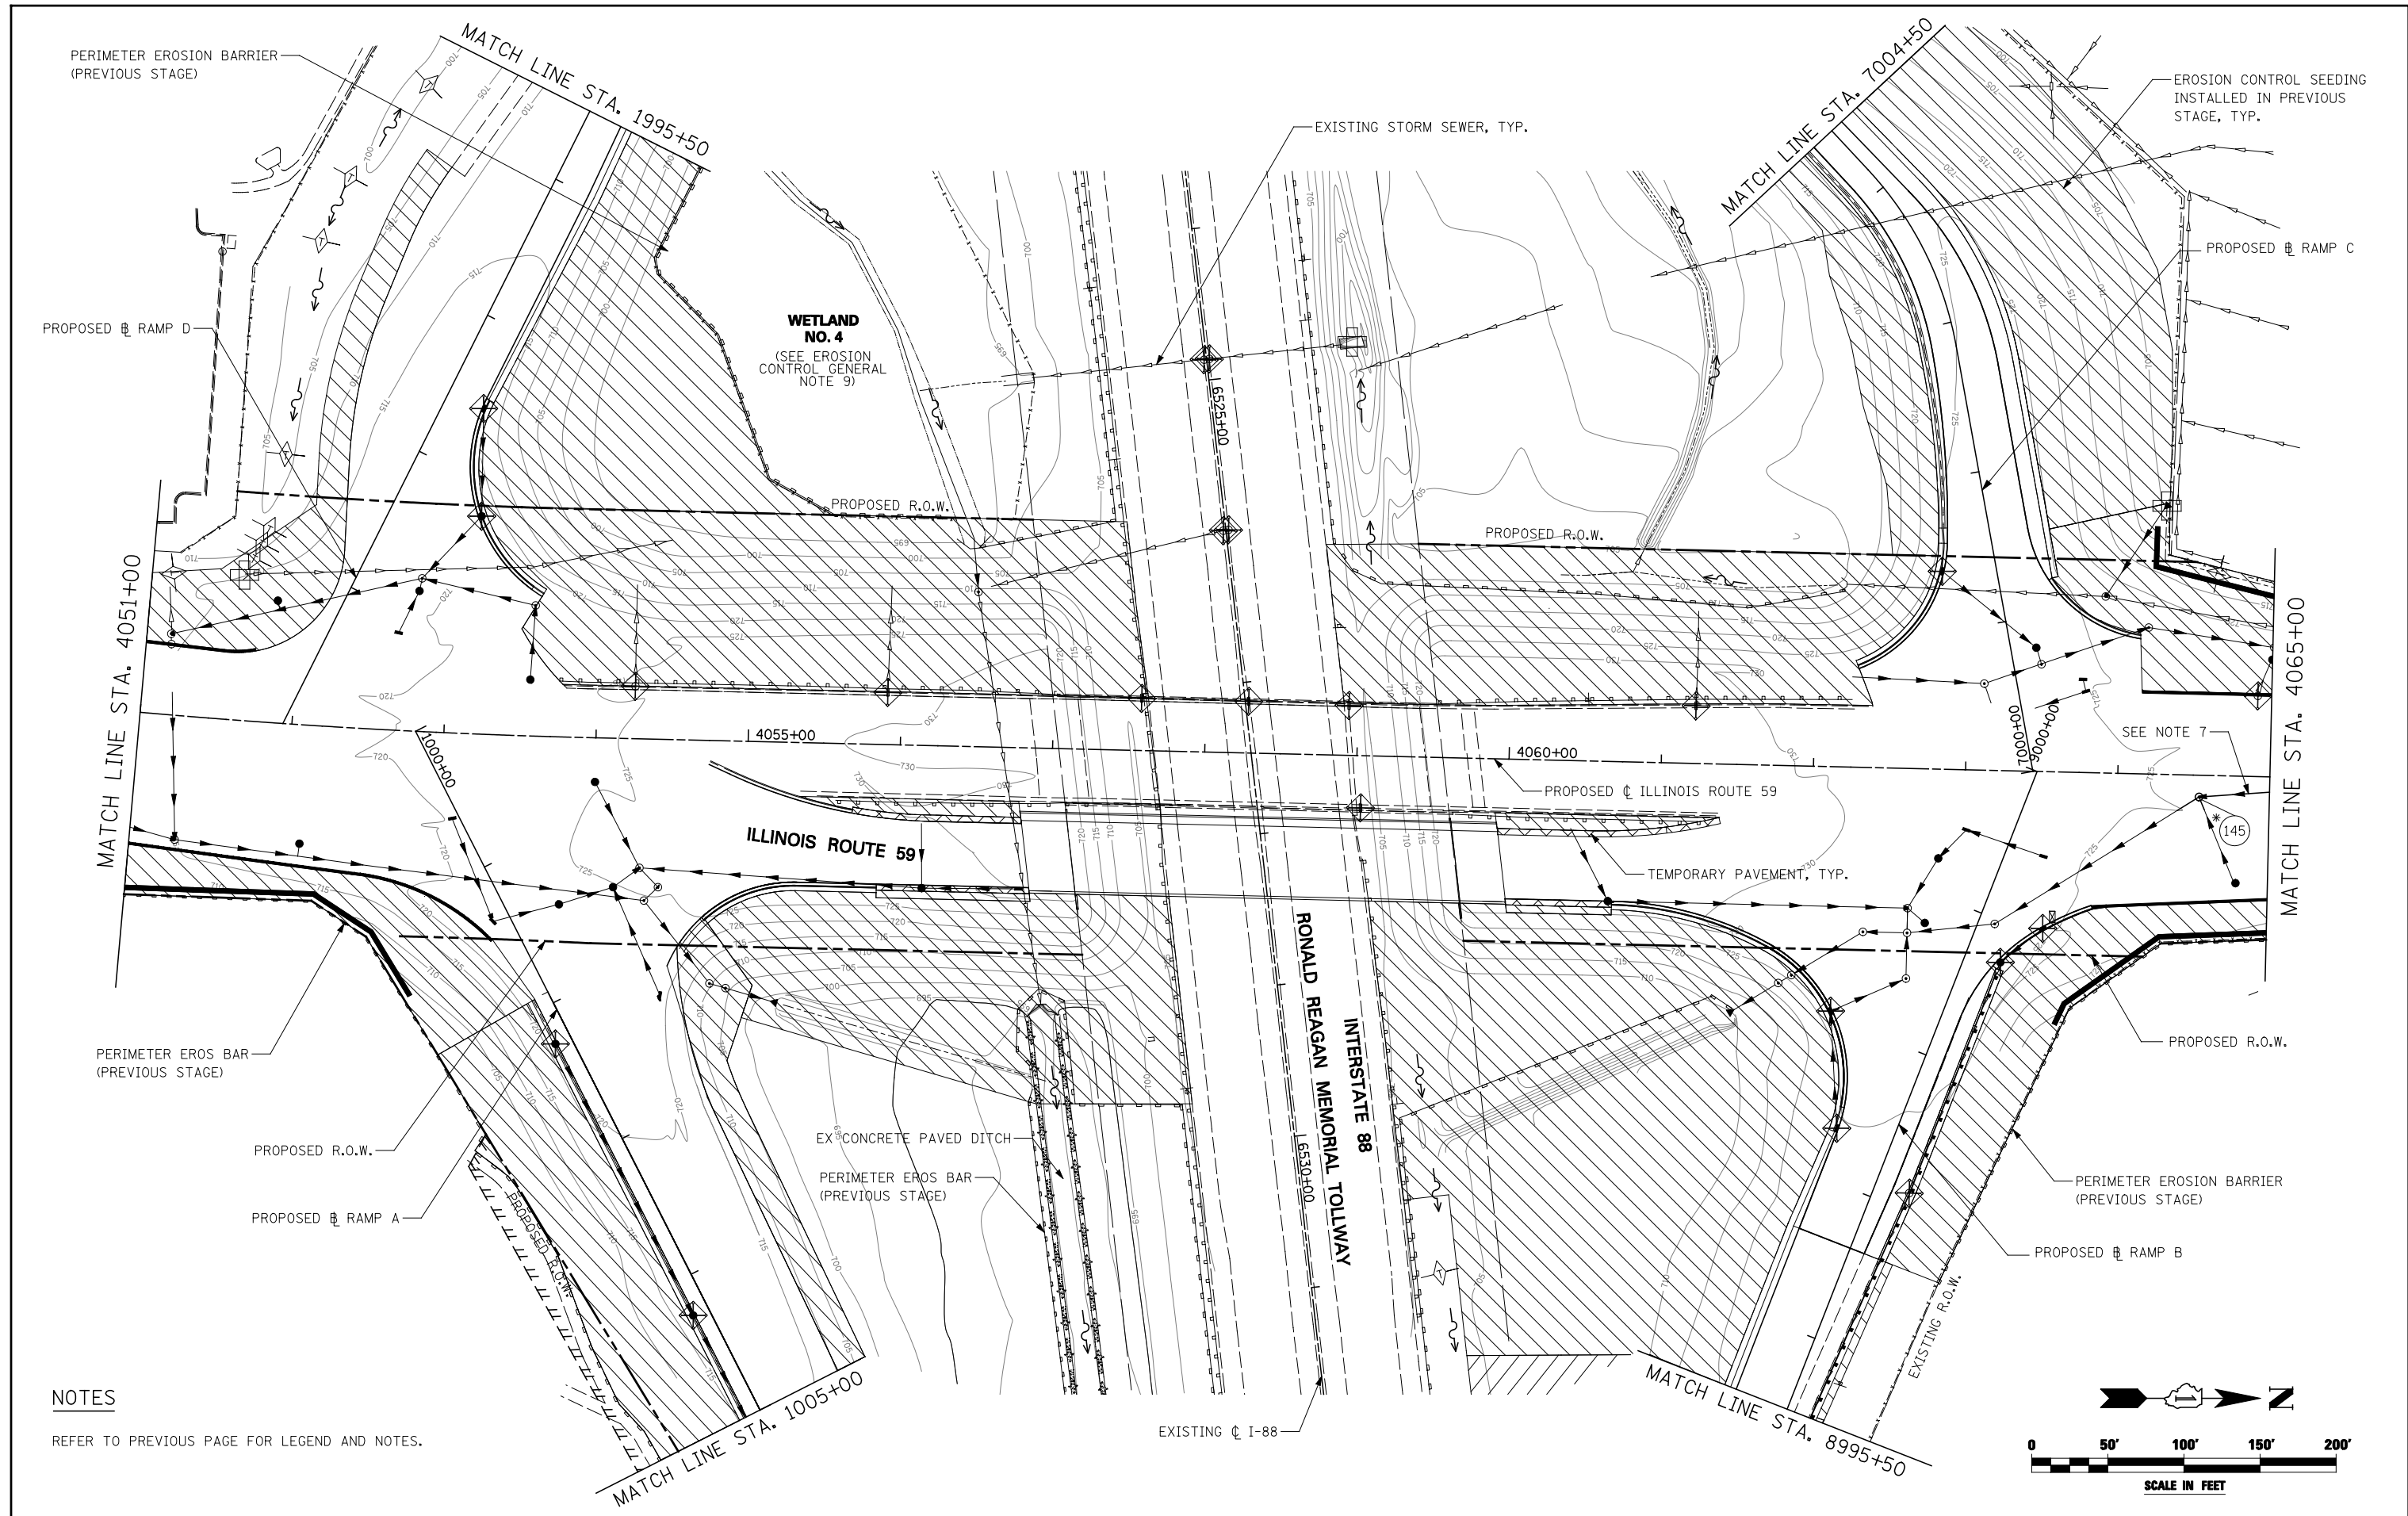 PERIMETER EROSION BARRIER
(PREVIOUS STAGE)
MATCH LINE STA. 1995+50
MATCH LINE STA. 7004+50
EROSION CONTROL SEEDING
INSTALLED IN PREVIOUS
STAGE, TYP.
EXISTING STORM SEWER, TYP.
PROPOSED ℄ RAMP C
PROPOSED ℄ RAMP D
WETLAND
NO. 4
(SEE EROSION
CONTROL GENERAL
NOTE 9)
6525+00
PROPOSED R.O.W.
PROPOSED R.O.W.
MATCH LINE STA. 4051+00
MATCH LINE STA. 4065+00
1000+00
4055+00
4060+00
7000+00
9000+00
SEE NOTE 7
PROPOSED ℄ ILLINOIS ROUTE 59
* 145
ILLINOIS ROUTE 59
TEMPORARY PAVEMENT, TYP.
RONALD REAGAN MEMORIAL TOLLWAY
INTERSTATE 88
PERIMETER EROS BAR
(PREVIOUS STAGE)
PROPOSED R.O.W.
PROPOSED R.O.W.
EX CONCRETE PAVED DITCH
PERIMETER EROS BAR
(PREVIOUS STAGE)
6530+00
PERIMETER EROSION BARRIER
(PREVIOUS STAGE)
PROPOSED ℄ RAMP A
PROPOSED R.O.W.
PROPOSED ℄ RAMP B
EXISTING R.O.W.
MATCH LINE STA. 1005+00
MATCH LINE STA. 8995+50
EXISTING ℄ I-88
NOTES
REFER TO PREVIOUS PAGE FOR LEGEND AND NOTES.
N
0 50' 100' 150' 200'
SCALE IN FEET